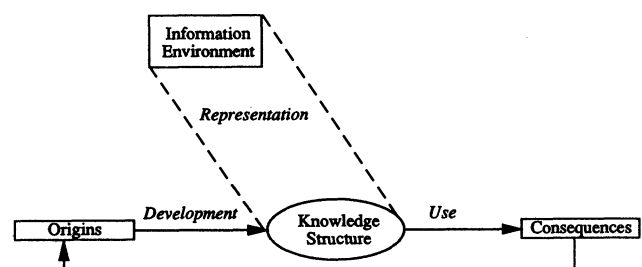 Information
Environment
Representation
Development
Use
Origins
Knowledge
Structure
Consequences